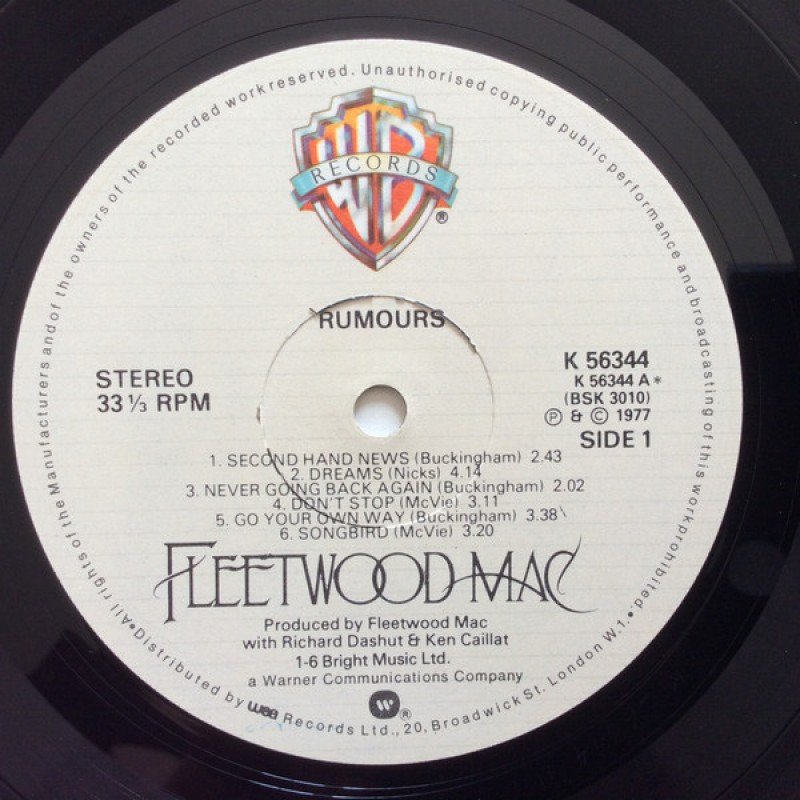 All rights of the Manufacturers and of the owners of the recorded work reserved. Unauthorised copying public performance and broadcasting of this work prohibited.
WB
RECORDS
®
RUMOURS
STEREO
33 ⅓ RPM
K 56344
K 56344 A*
(BSK 3010)
Ⓟ & © 1977
SIDE 1
1. SECOND HAND NEWS (Buckingham) 2.43
2. DREAMS (Nicks) 4.14
3. NEVER GOING BACK AGAIN (Buckingham) 2.02
4. DON'T STOP (McVie) 3.11
5. GO YOUR OWN WAY (Buckingham) 3.38
6. SONGBIRD (McVie) 3.20
FLEETWOOD MAC
Produced by Fleetwood Mac
with Richard Dashut & Ken Caillat
1-6 Bright Music Ltd.
a Warner Communications Company
®
•Distributed by wea Records Ltd., 20, Broadwick St. London W.1.•